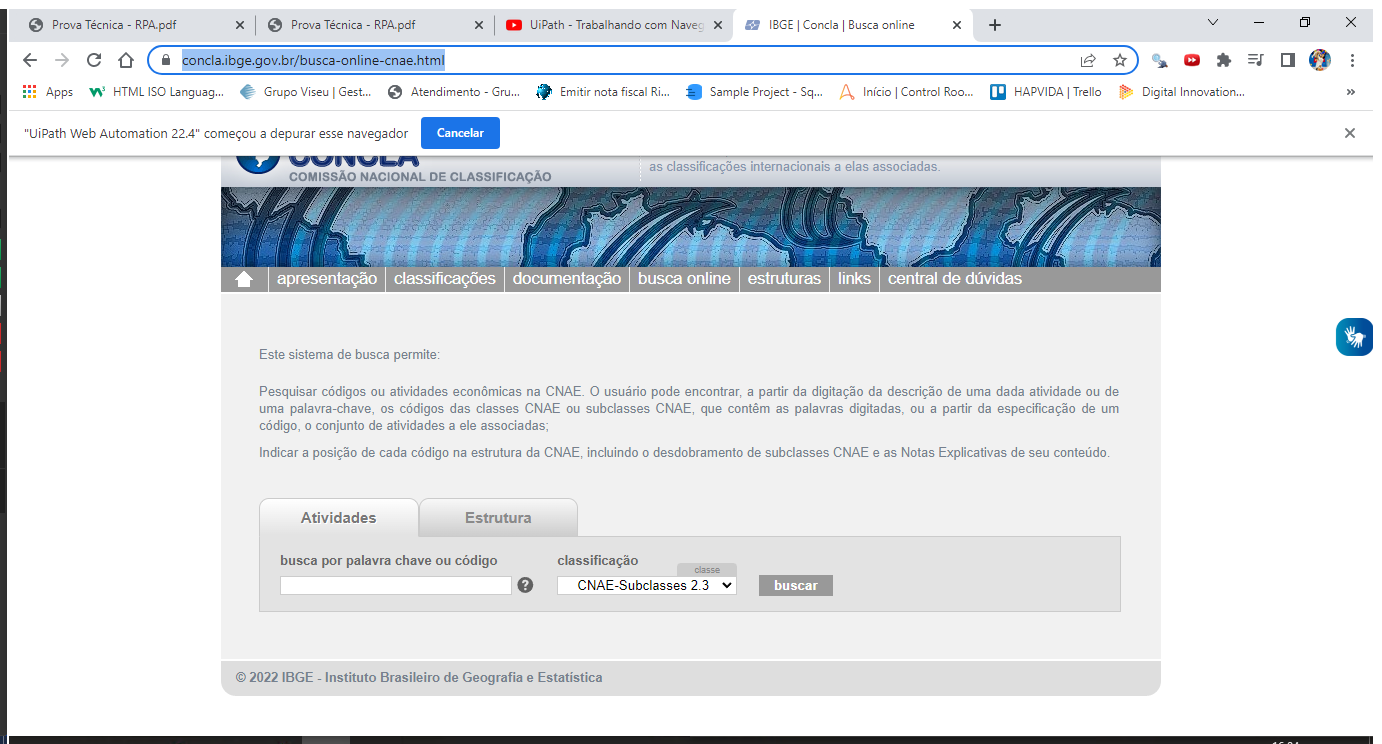 Prova Técnica - RPA.pdf
Prova Técnica - RPA.pdf
UiPath - Trabalhando com Naveg
IBGE | Concla | Busca online
concla.ibge.gov.br/busca-online-cnae.html
Apps
HTML ISO Languag...
Grupo Viseu | Gest...
Atendimento - Gru...
Emitir nota fiscal Ri...
Sample Project - Sq...
Início | Control Roo...
HAPVIDA | Trello
Digital Innovation...
"UiPath Web Automation 22.4" começou a depurar esse navegador
Cancelar
CONCLA
as classificações internacionais a elas associadas.
COMISSÃO NACIONAL DE CLASSIFICAÇÃO
apresentação
classificações
documentação
busca online
estruturas
links
central de dúvidas
Este sistema de busca permite:
Pesquisar códigos ou atividades econômicas na CNAE. O usuário pode encontrar, a partir da digitação da descrição de uma dada atividade ou de
uma palavra-chave, os códigos das classes CNAE ou subclasses CNAE, que contêm as palavras digitadas, ou a partir da especificação de um
código, o conjunto de atividades a ele associadas;
Indicar a posição de cada código na estrutura da CNAE, incluindo o desdobramento de subclasses CNAE e as Notas Explicativas de seu conteúdo.
Atividades
Estrutura
busca por palavra chave ou código
classificação
classe
CNAE-Subclasses 2.3
buscar
© 2022 IBGE - Instituto Brasileiro de Geografia e Estatística